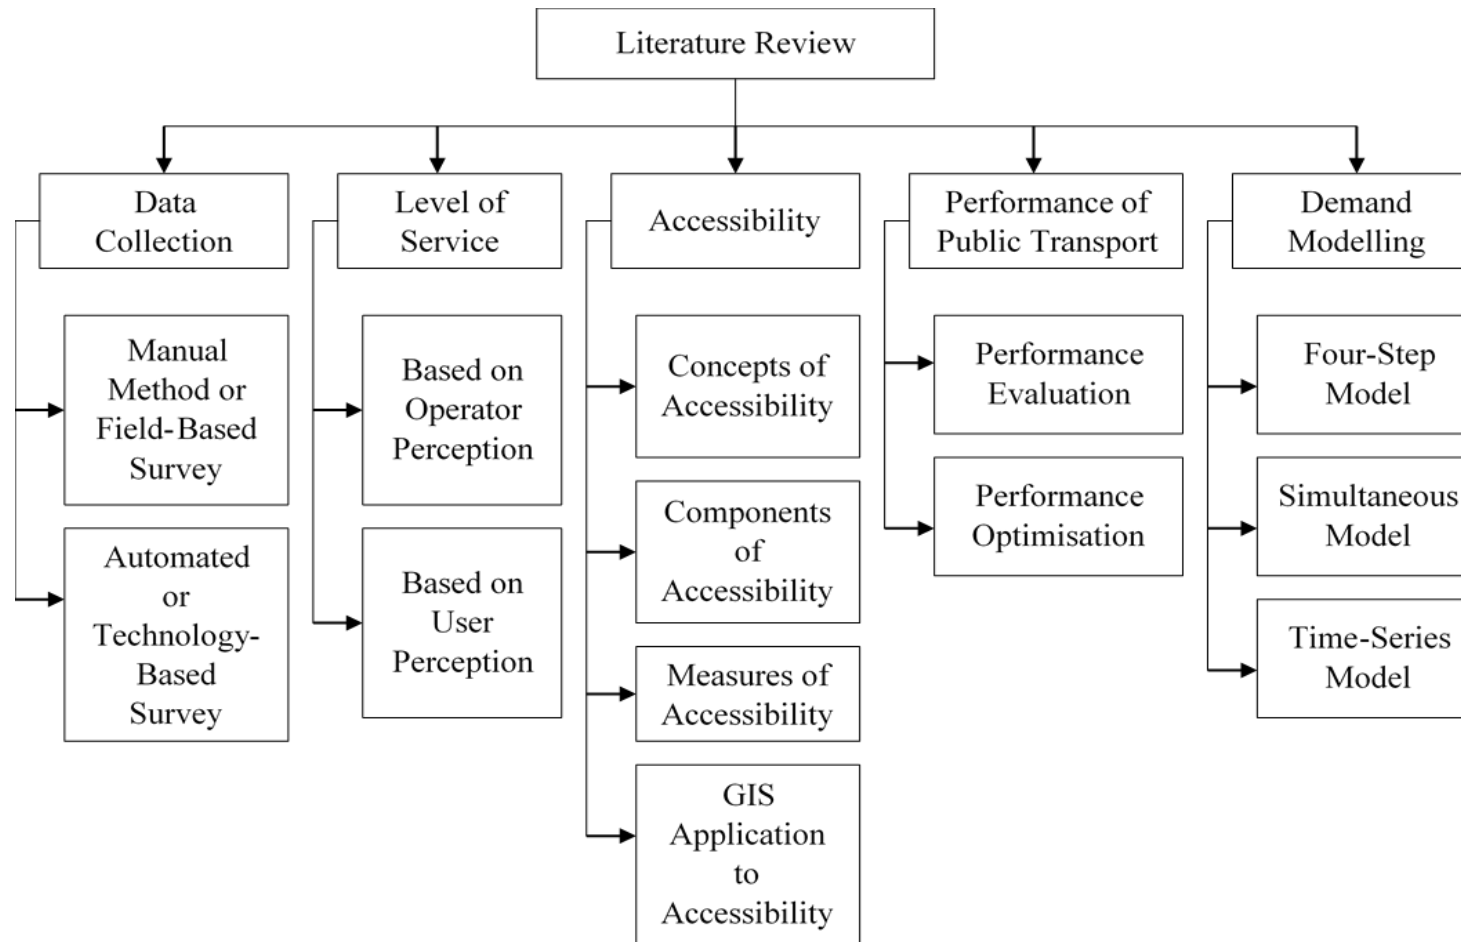 Literature Review
Data
Collection
Level of
Service
Accessibility
Performance of
Public Transport
Demand
Modelling
Manual
Method or
Field-Based
Survey
Automated
or
Technology-
Based
Survey
Based on
Operator
Perception
Based on
User
Perception
Concepts of
Accessibility
Components
of
Accessibility
Measures of
Accessibility
GIS
Application
to
Accessibility
Performance
Evaluation
Performance
Optimisation
Four-Step
Model
Simultaneous
Model
Time-Series
Model